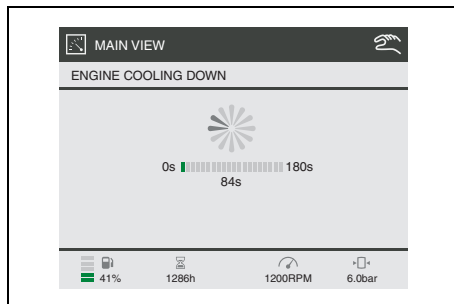 MAIN VIEW
ENGINE COOLING DOWN
0s 180s
84s
41% 1286h 1200RPM 6.0bar